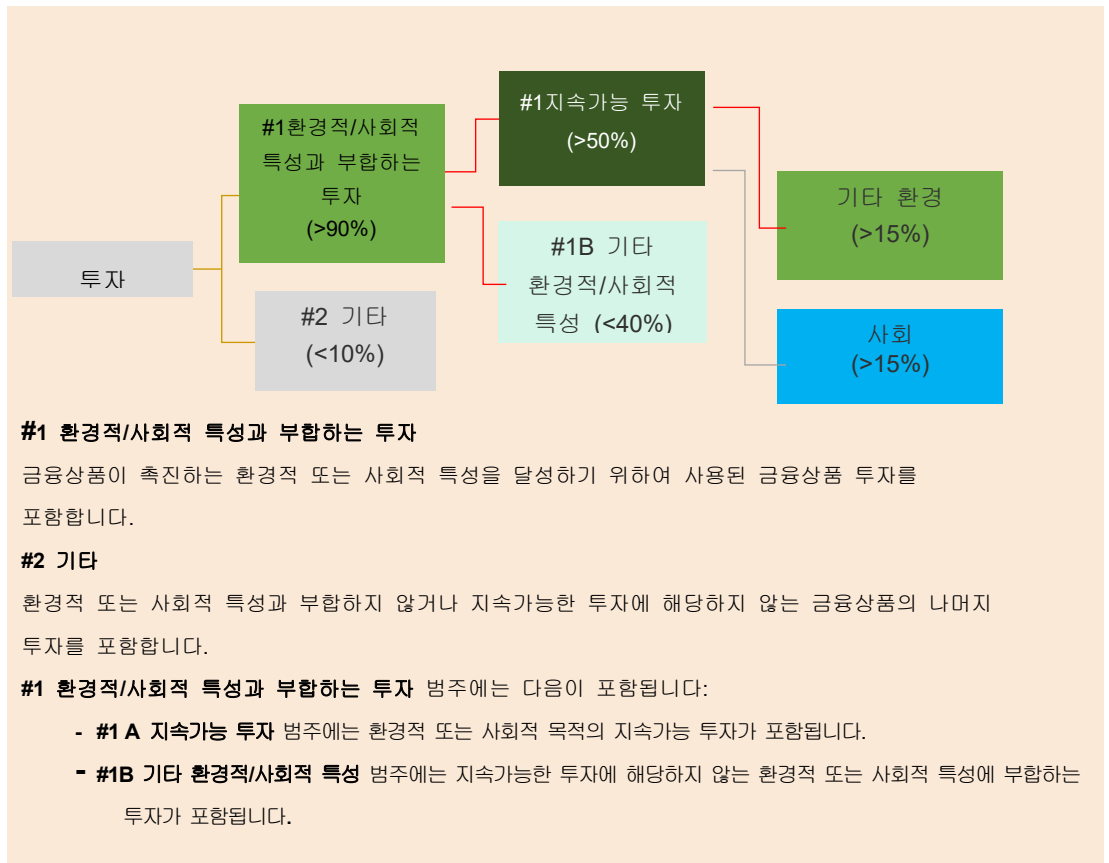 #1환경적/사회적
특성과 부합하는
투자
(>90%)
#1지속가능 투자
(>50%)
기타 환경
(>15%)
투자
#1B 기타
환경적/사회적
특성 (<40%)
#2 기타
(<10%)
사회
(>15%)
#1 환경적/사회적 특성과 부합하는 투자
금융상품이 촉진하는 환경적 또는 사회적 특성을 달성하기 위하여 사용된 금융상품 투자를
포함합니다.
#2 기타
환경적 또는 사회적 특성과 부합하지 않거나 지속가능한 투자에 해당하지 않는 금융상품의 나머지
투자를 포함합니다.
#1 환경적/사회적 특성과 부합하는 투자 범주에는 다음이 포함됩니다:
- #1 A 지속가능 투자 범주에는 환경적 또는 사회적 목적의 지속가능 투자가 포함됩니다.
- #1B 기타 환경적/사회적 특성 범주에는 지속가능한 투자에 해당하지 않는 환경적 또는 사회적 특성에 부합하는
투자가 포함됩니다.